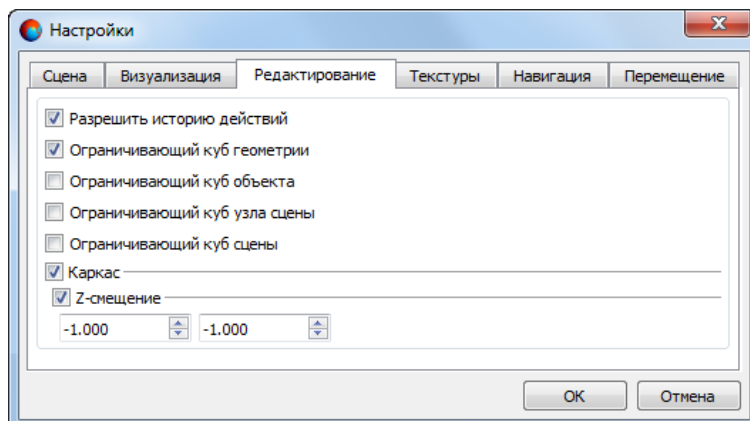 Настройки
Сцена Визуализация Редактирование Текстуры Навигация Перемещение
Разрешить историю действий
Ограничивающий куб геометрии
Ограничивающий куб объекта
Ограничивающий куб узла сцены
Ограничивающий куб сцены
Каркас
Z-смещение
-1.000 -1.000
ОК Отмена